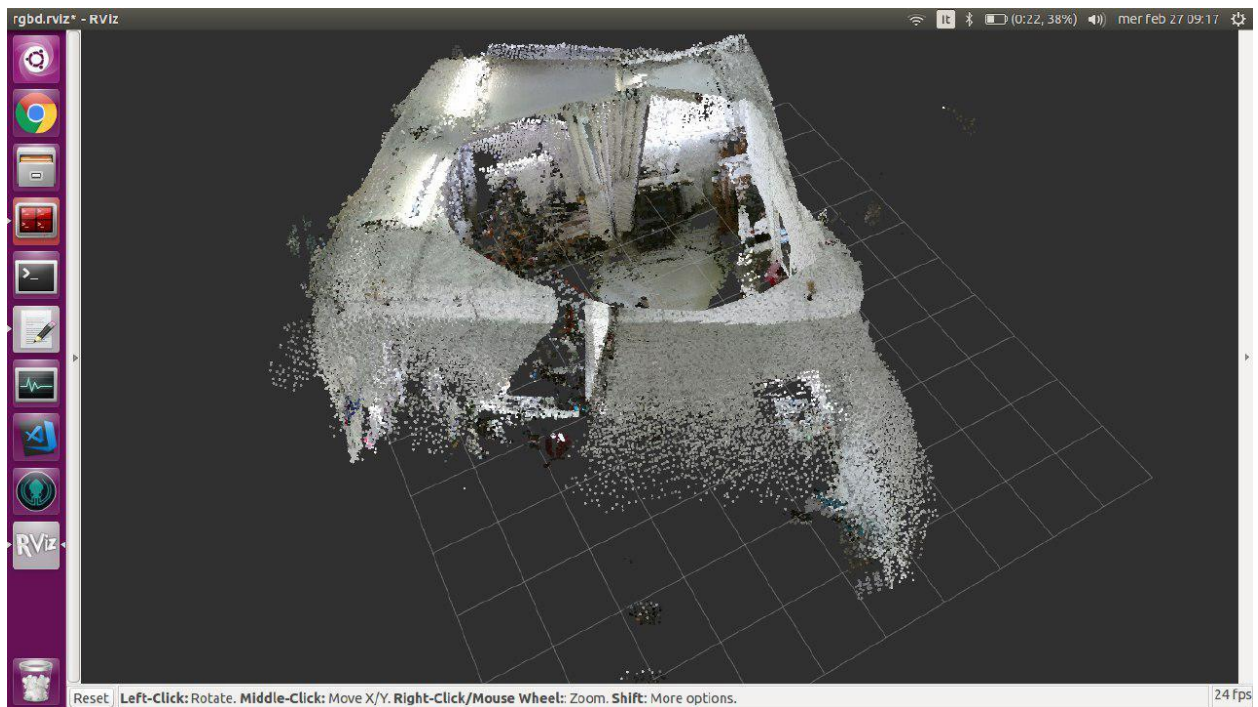 rgbd.rviz* - RViz
It
(0:22, 38%)
mer feb 27 09:17
RViz
Reset
Left-Click: Rotate. Middle-Click: Move X/Y. Right-Click/Mouse Wheel:: Zoom. Shift: More options.
24 fps